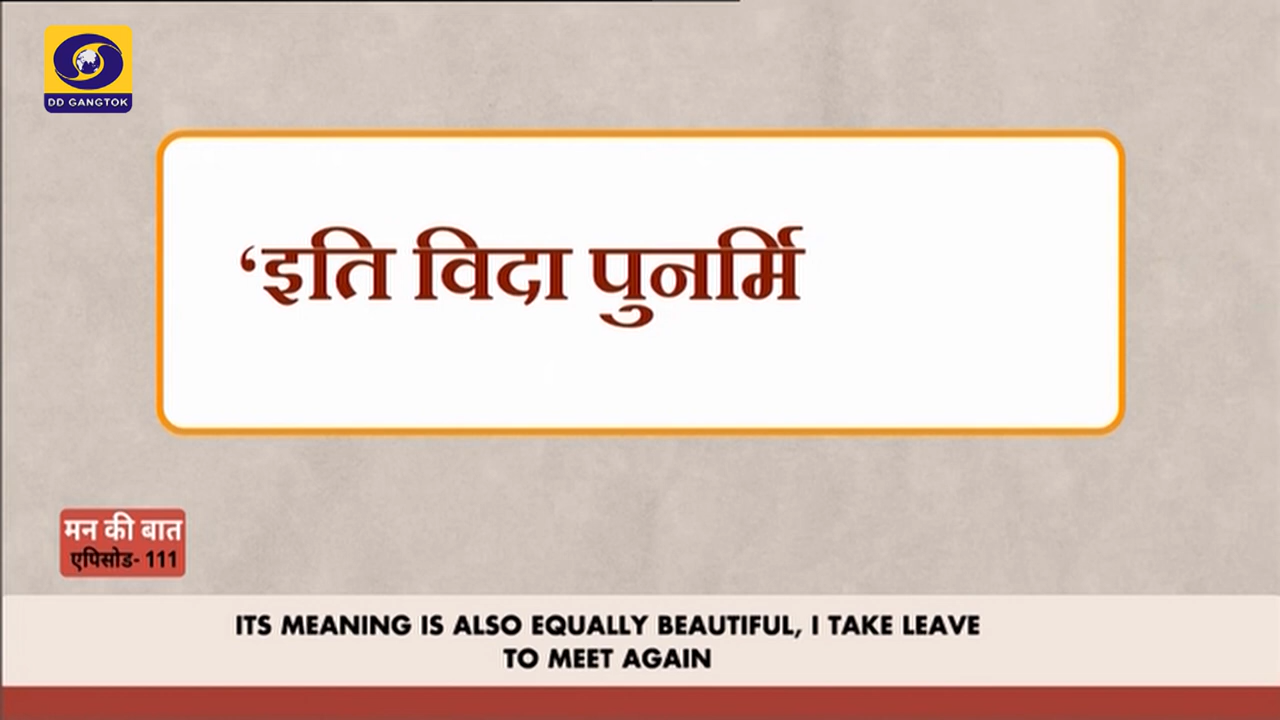 DD GANGTOK
‘इति विदा पुनर्मि
मन की बात
एपिसोड- 111
ITS MEANING IS ALSO EQUALLY BEAUTIFUL, I TAKE LEAVE
TO MEET AGAIN